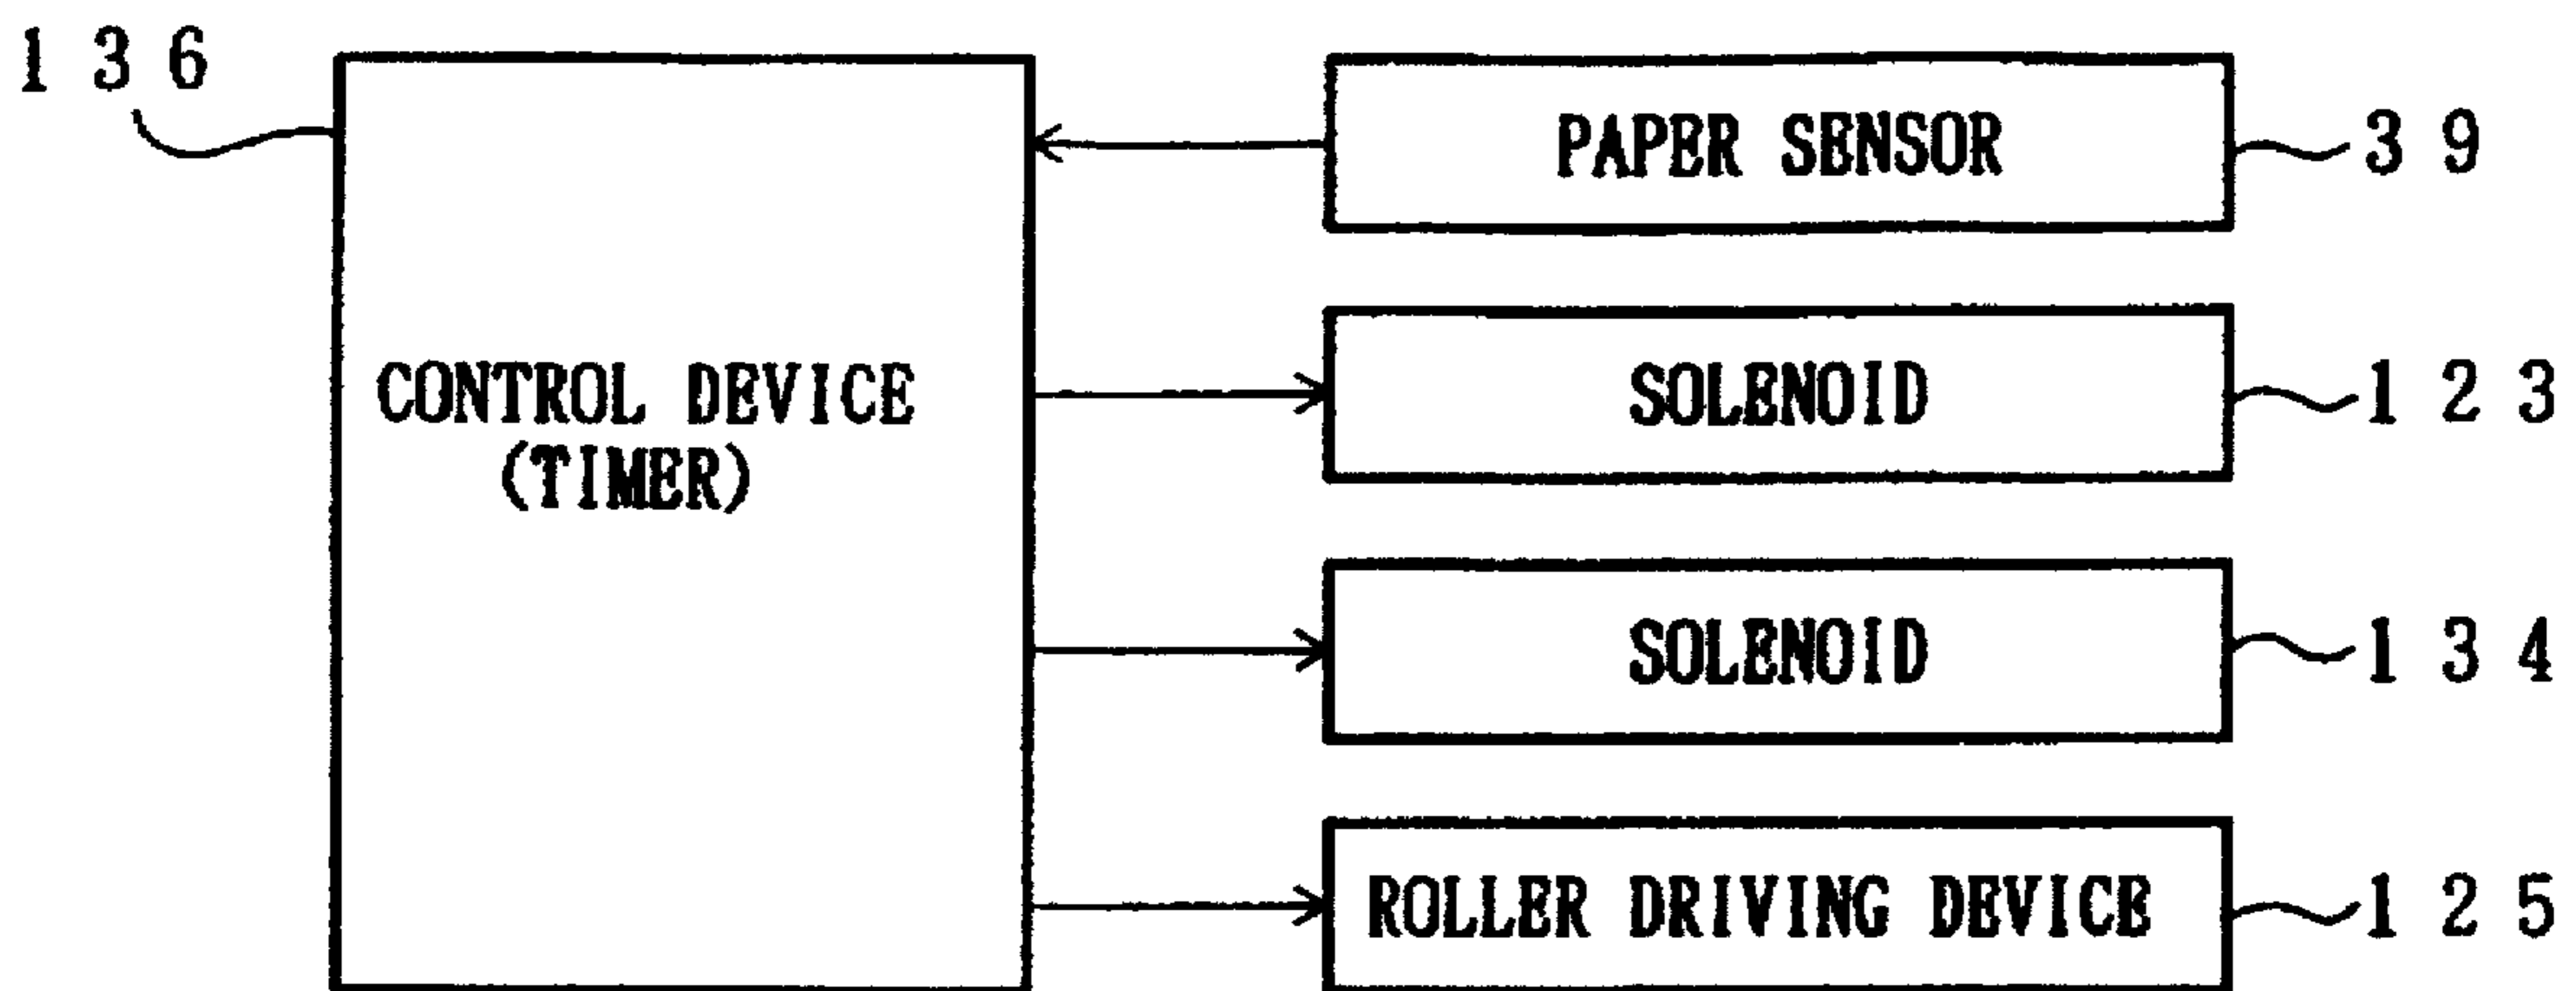 136
PAPER SENSOR
39
CONTROL DEVICE
(TIMER)
SOLENOID
123
SOLENOID
134
ROLLER DRIVING DEVICE
125